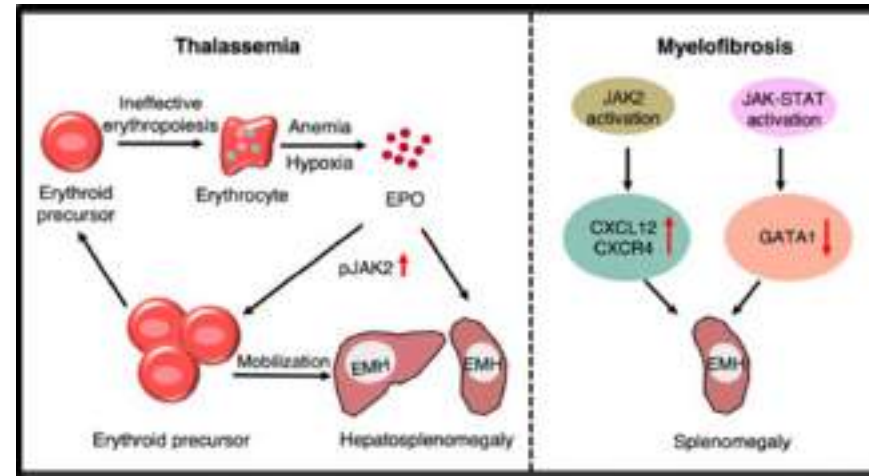 Thalassemia
Ineffective
erythropoiesis
Anemia
Hypoxia
Erythroid
precursor
Erythrocyte
EPO
pJAK2
Mobilization
EMH
EMH
Erythroid precursor
Hepatosplenomegaly
Myelofibrosis
JAK2
activation
JAK-STAT
activation
CXCL12
CXCR4
GATA1
EMH
Splenomegaly